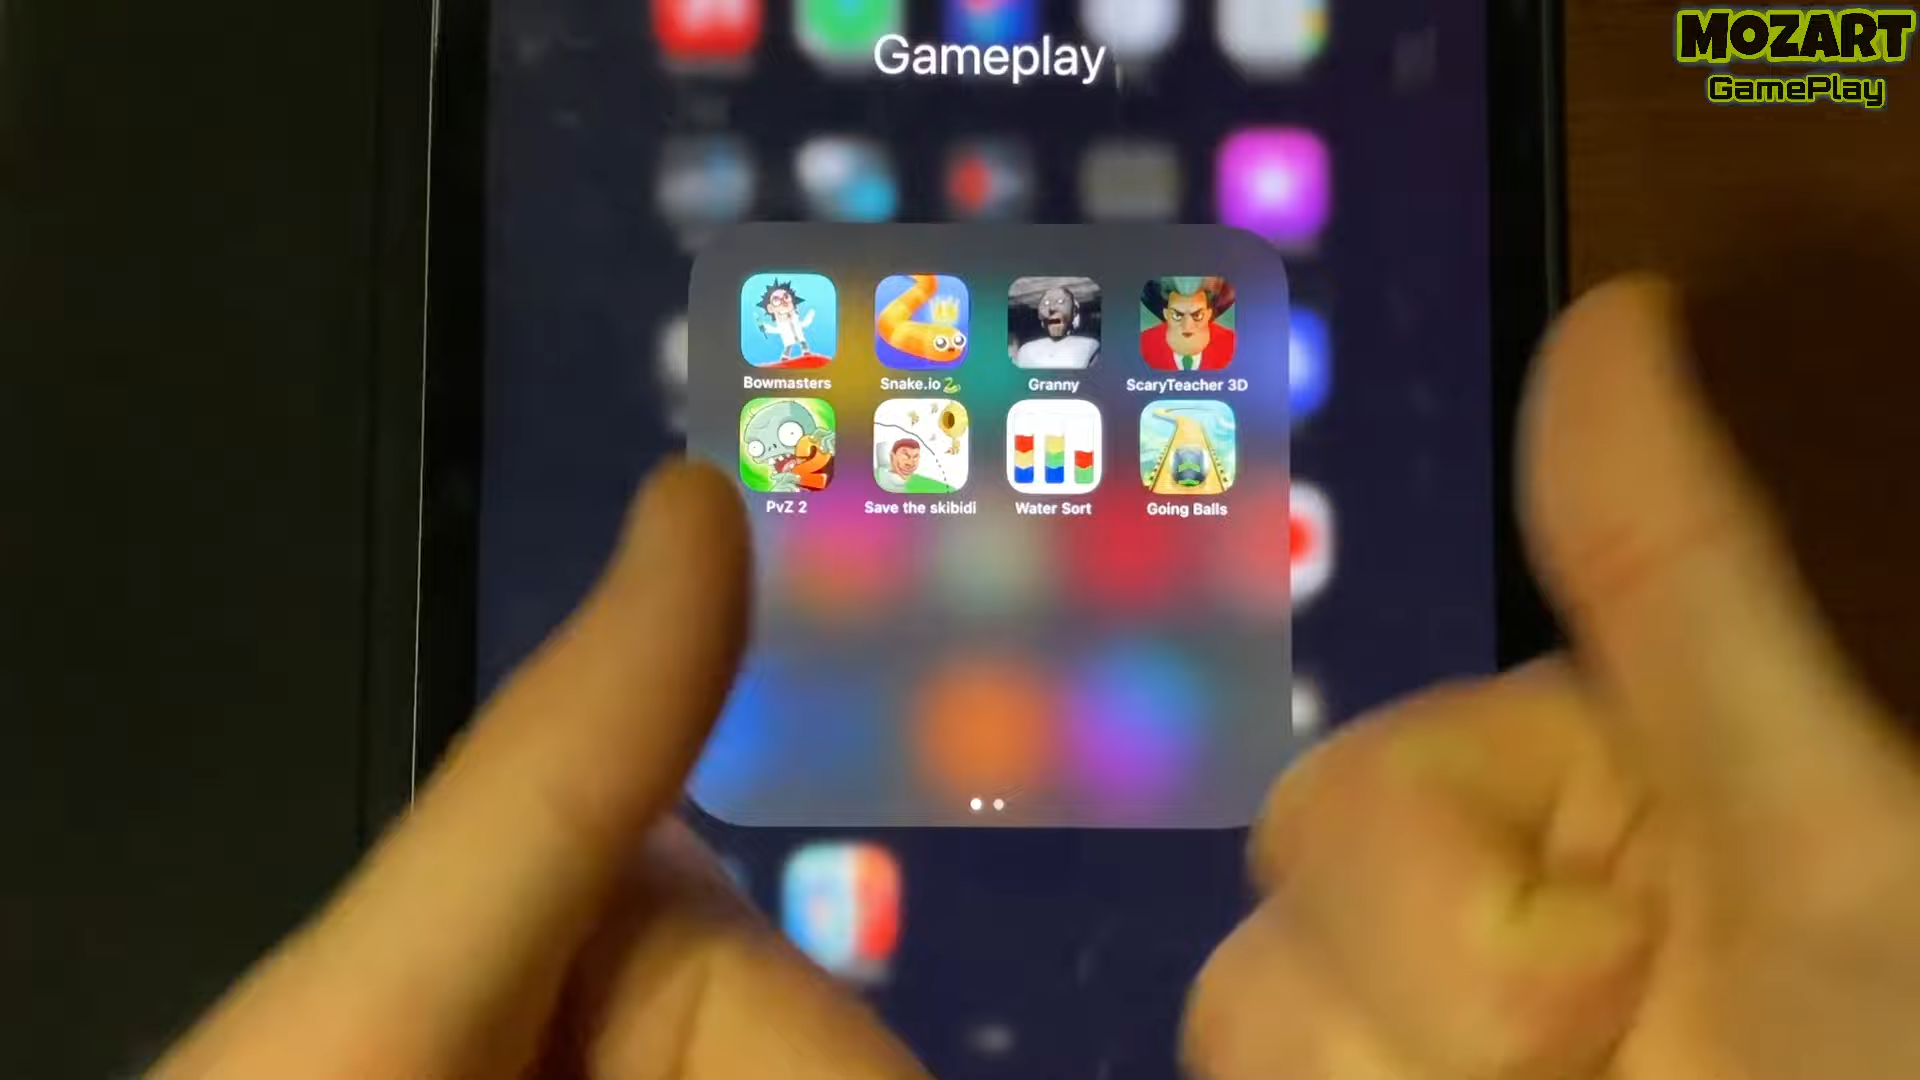 Gameplay
MOZART
GamePlay
Bowmasters
Snake.io
Granny
ScaryTeacher 3D
PvZ 2
Save the skibidi
Water Sort
Going Balls